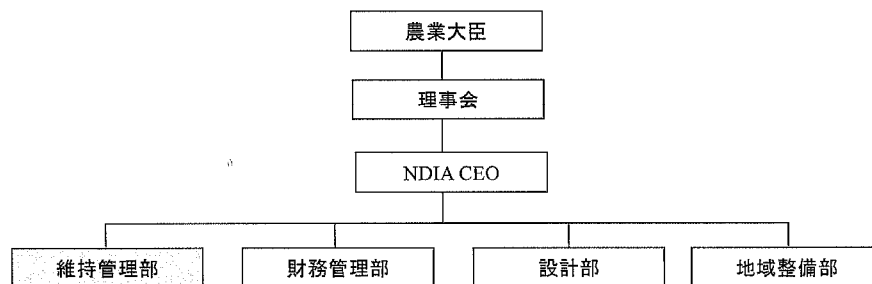 農業大臣
理事会
NDIA CEO
維持管理部
財務管理部
設計部
地域整備部